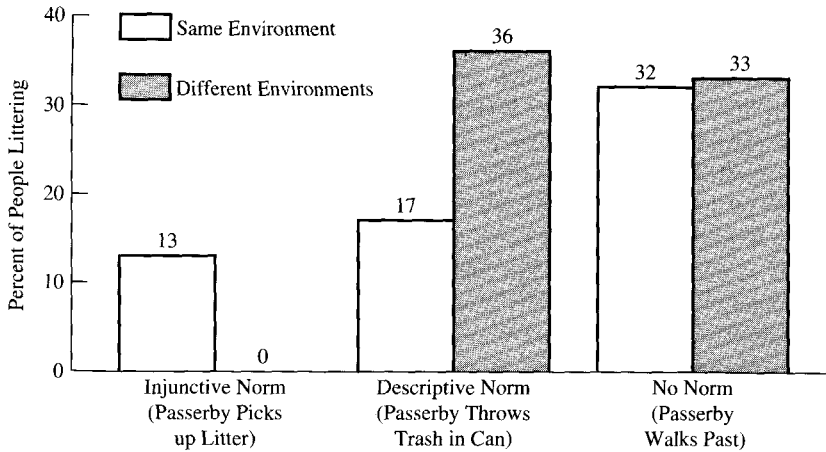 Same Environment
Different Environments
Percent of People Littering
40
30
20
10
0
13
0
17
36
32
33
Injunctive Norm
(Passerby Picks
up Litter)
Descriptive Norm
(Passerby Throws
Trash in Can)
No Norm
(Passerby
Walks Past)